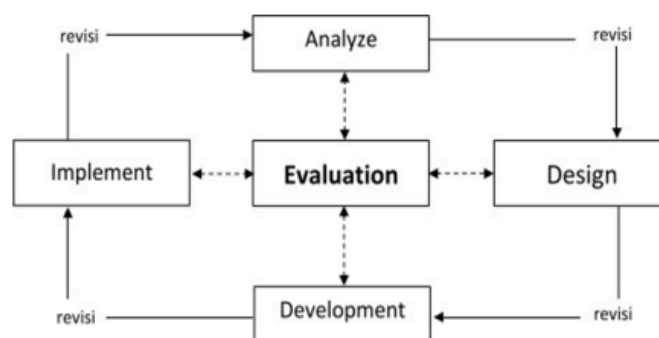 revisi
Analyze
revisi
Implement
Evaluation
Design
revisi
Development
revisi